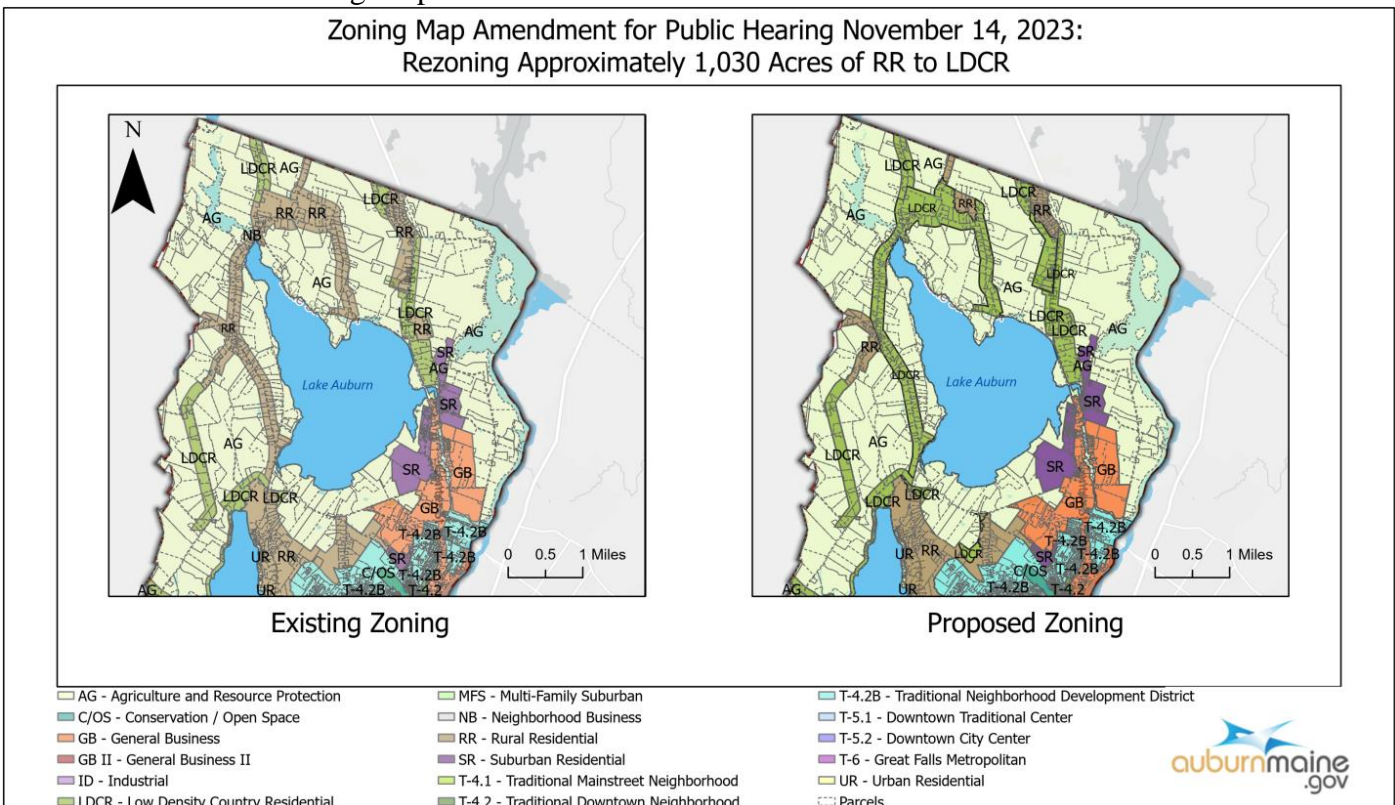 Zoning Map Amendment for Public Hearing November 14, 2023:
Rezoning Approximately 1,030 Acres of RR to LDCR
N
LDCR AG
LDCR
RR RR
AG
NB
RR
AG
LDCR
RR
RR
AG
SR
AG
Lake Auburn
SR
AG
LDCR
SR
GB
LDCR LDCR
GB
T-4.2B
T-4.2B
UR RR
SR
T-4.2B
T-4.2B
C/OS
T-4.2B
T-4.2
AG
UR
0 0.5 1 Miles
Existing Zoning
LDCR AG
LDCR
RR
LDCR
RR
AG
LDCR
AG
LDCR
LDCR
AG
RR
SR
AG
LDCR
Lake Auburn
SR
AG
LDCR
SR
GB
LDCR
LDCR
GB
T-4.2B
T-4.2B
T-4.2B
UR RR
LDCR
SR
T-4.2B
C/OS
T-4.2B
T-4.2
AG
UR
0 0.5 1 Miles
Proposed Zoning
AG - Agriculture and Resource Protection
C/OS - Conservation / Open Space
GB - General Business
GB II - General Business II
ID - Industrial
LDCR - Low Density Country Residential
MFS - Multi-Family Suburban
NB - Neighborhood Business
RR - Rural Residential
SR - Suburban Residential
T-4.1 - Traditional Mainstreet Neighborhood
T-4.2 - Traditional Downtown Neighborhood
T-4.2B - Traditional Neighborhood Development District
T-5.1 - Downtown Traditional Center
T-5.2 - Downtown City Center
T-6 - Great Falls Metropolitan
UR - Urban Residential
Parcels
auburnmaine
.gov